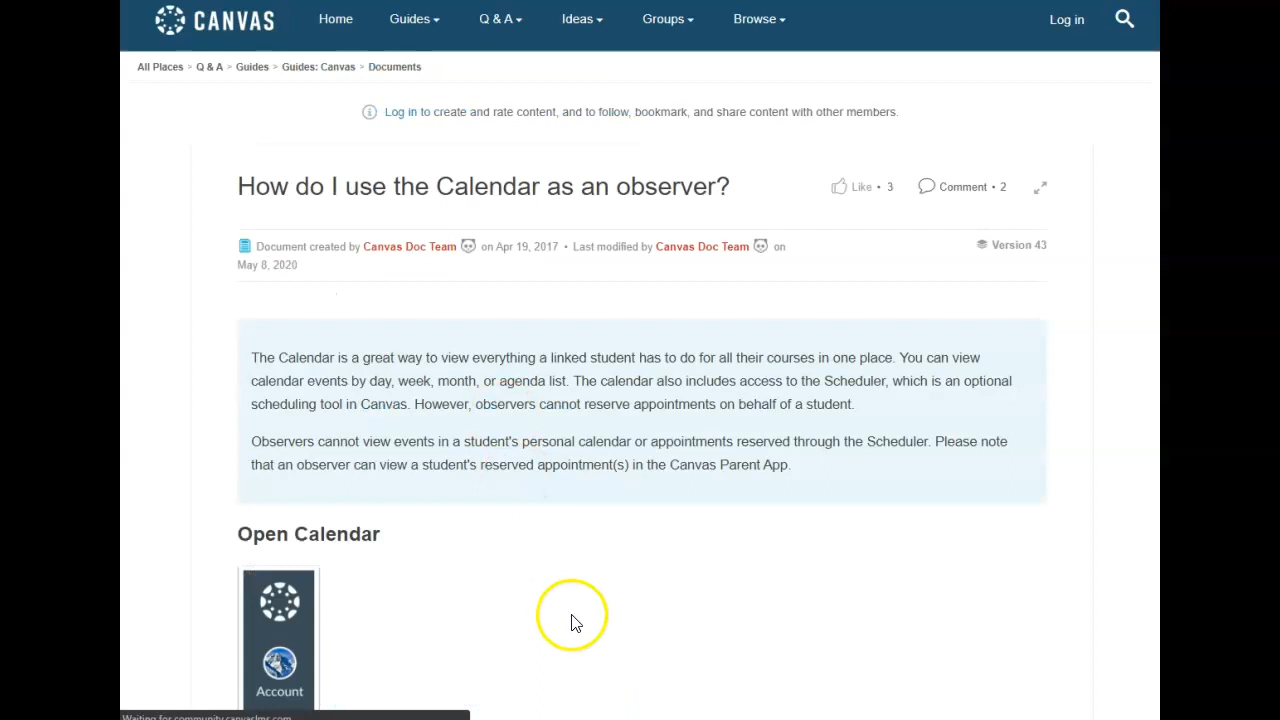 CANVAS Home Guides Q & A Ideas Groups Browse Log in
All Places > Q & A > Guides > Guides: Canvas > Documents
Log in to create and rate content, and to follow, bookmark, and share content with other members.
How do I use the Calendar as an observer? Like • 3 Comment • 2
Document created by Canvas Doc Team on Apr 19, 2017 • Last modified by Canvas Doc Team on Version 43
May 8, 2020
The Calendar is a great way to view everything a linked student has to do for all their courses in one place. You can view
calendar events by day, week, month, or agenda list. The calendar also includes access to the Scheduler, which is an optional
scheduling tool in Canvas. However, observers cannot reserve appointments on behalf of a student.
Observers cannot view events in a student's personal calendar or appointments reserved through the Scheduler. Please note
that an observer can view a student's reserved appointment(s) in the Canvas Parent App.
Open Calendar
Account
Waiting for community.canvaslms.com